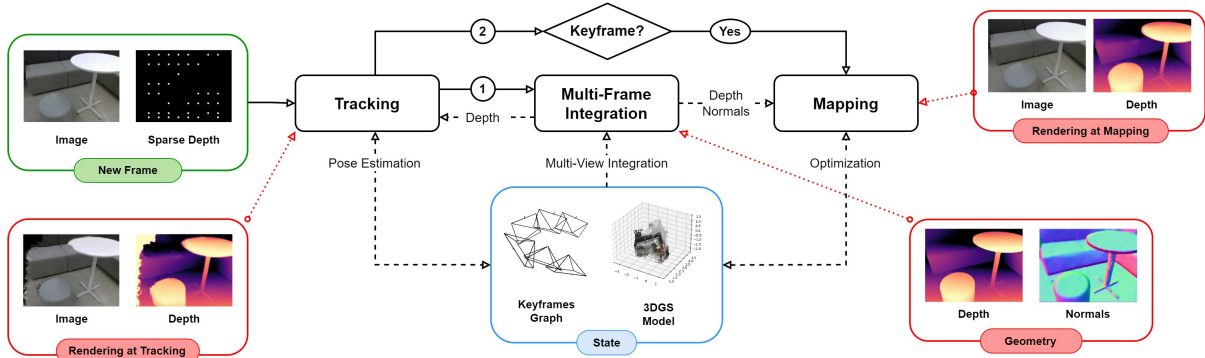 Image
Sparse Depth
New Frame
2
Keyframe?
Yes
Tracking
1
Multi-Frame
Integration
Depth
Depth
Normals
Mapping
Image
Depth
Rendering at Mapping
Pose Estimation
Multi-View Integration
Optimization
Image
Depth
Rendering at Tracking
Keyframes
Graph
3DGS
Model
State
Depth
Normals
Geometry